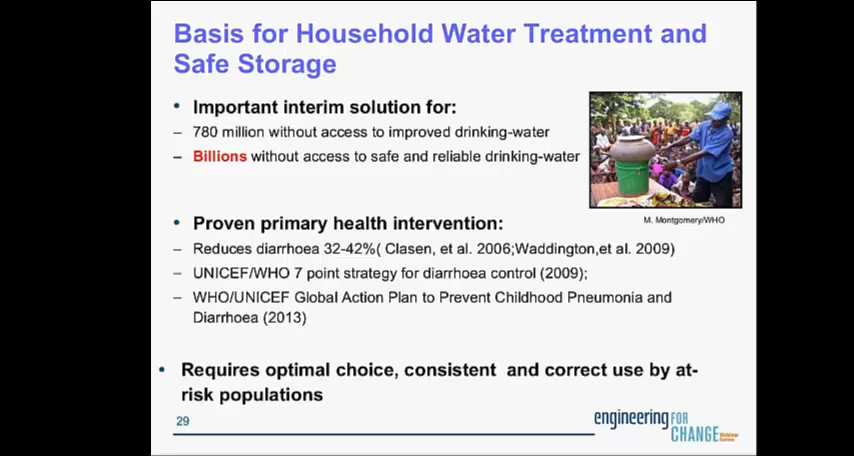 Basis for Household Water Treatment and
Safe Storage
• Important interim solution for:
– 780 million without access to improved drinking-water
– Billions without access to safe and reliable drinking-water
M. Montgomery/WHO
• Proven primary health intervention:
– Reduces diarrhoea 32-42%( Clasen, et al. 2006;Waddington,et al. 2009)
– UNICEF/WHO 7 point strategy for diarrhoea control (2009);
– WHO/UNICEF Global Action Plan to Prevent Childhood Pneumonia and
Diarrhoea (2013)
• Requires optimal choice, consistent and correct use by at-
risk populations
29
engineering FOR
CHANGE Webinar
Series